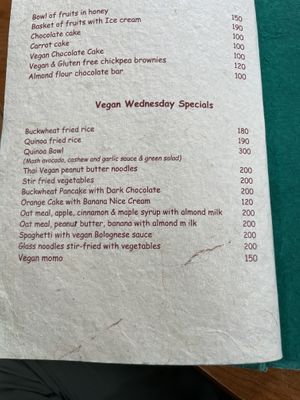 Bowl of fruits in honey 150
Basket of fruits with Ice cream 190
Chocolate cake 100
Carrot cake 100
Vegan Chocolate Cake 100
Vegan & Gluten free chickpea brownies 120
Almond flour chocolate bar 100
Vegan Wednesday Specials
Buckwheat fried rice 180
Quinoa fried rice 190
Quinoa Bowl 300
(Mash avocado, cashew and garlic sauce & green salad)
Thai Vegan peanut butter noodles 200
Stir fried vegetables 200
Buckwheat Pancake with Dark Chocolate 200
Orange Cake with Banana Nice Cream 120
Oat meal, apple, cinnamon & maple syrup with almond milk 200
Oat meal, peanut butter, banana with almond m ilk 200
Spaghetti with vegan Bolognese sauce 200
Glass noodles stir-fried with vegetables 200
Vegan momo 150